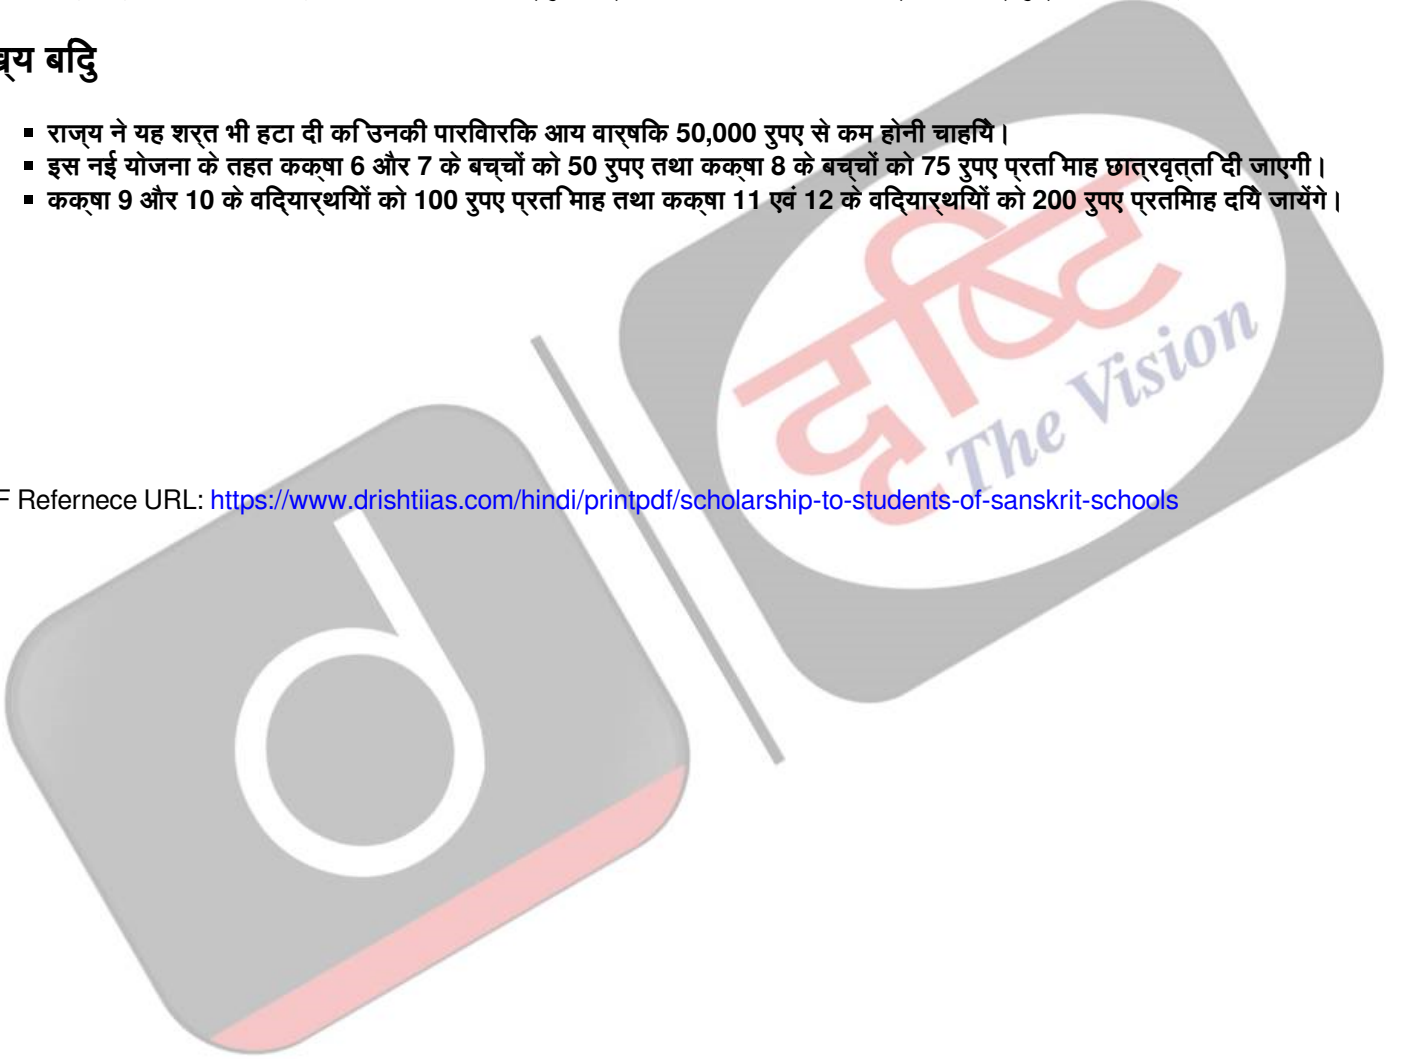 बिंदु
▪ राज्य ने यह शर्त भी हटा दी कि उनकी पारिवारिक आय वार्षिक 50,000 रुपए से कम होनी चाहिये।
▪ इस नई योजना के तहत कक्षा 6 और 7 के बच्चों को 50 रुपए तथा कक्षा 8 के बच्चों को 75 रुपए प्रति माह छात्रवृत्ति दी जाएगी।
▪ कक्षा 9 और 10 के विद्यार्थियों को 100 रुपए प्रति माह तथा कक्षा 11 एवं 12 के विद्यार्थियों को 200 रुपए प्रतिमाह दिये जायेंगे।
दृष्टि
The Vision
F Refernece URL: https://www.drishtiias.com/hindi/printpdf/scholarship-to-students-of-sanskrit-schools
d